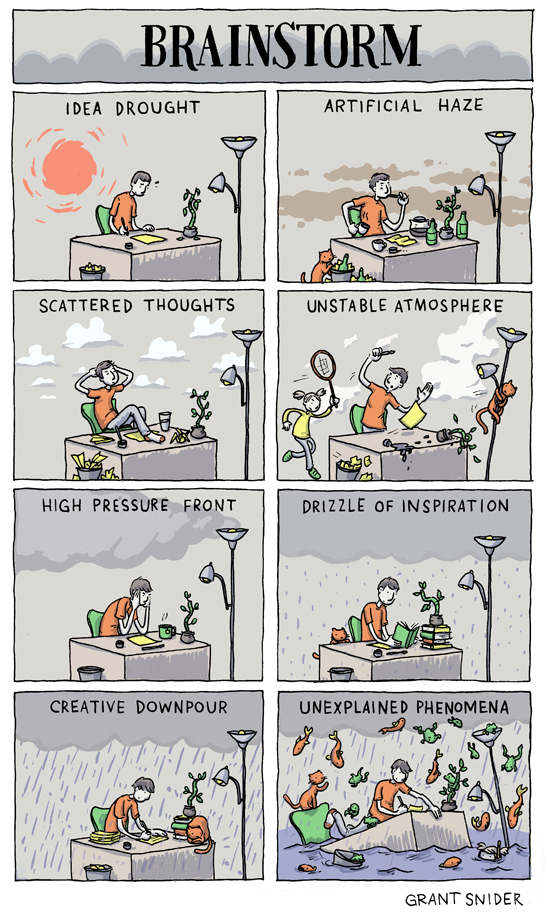 BRAINSTORM
IDEA DROUGHT
ARTIFICIAL HAZE
SCATTERED THOUGHTS
UNSTABLE ATMOSPHERE
HIGH PRESSURE FRONT
DRIZZLE OF INSPIRATION
CREATIVE DOWNPOUR
UNEXPLAINED PHENOMENA
GRANT SNIDER